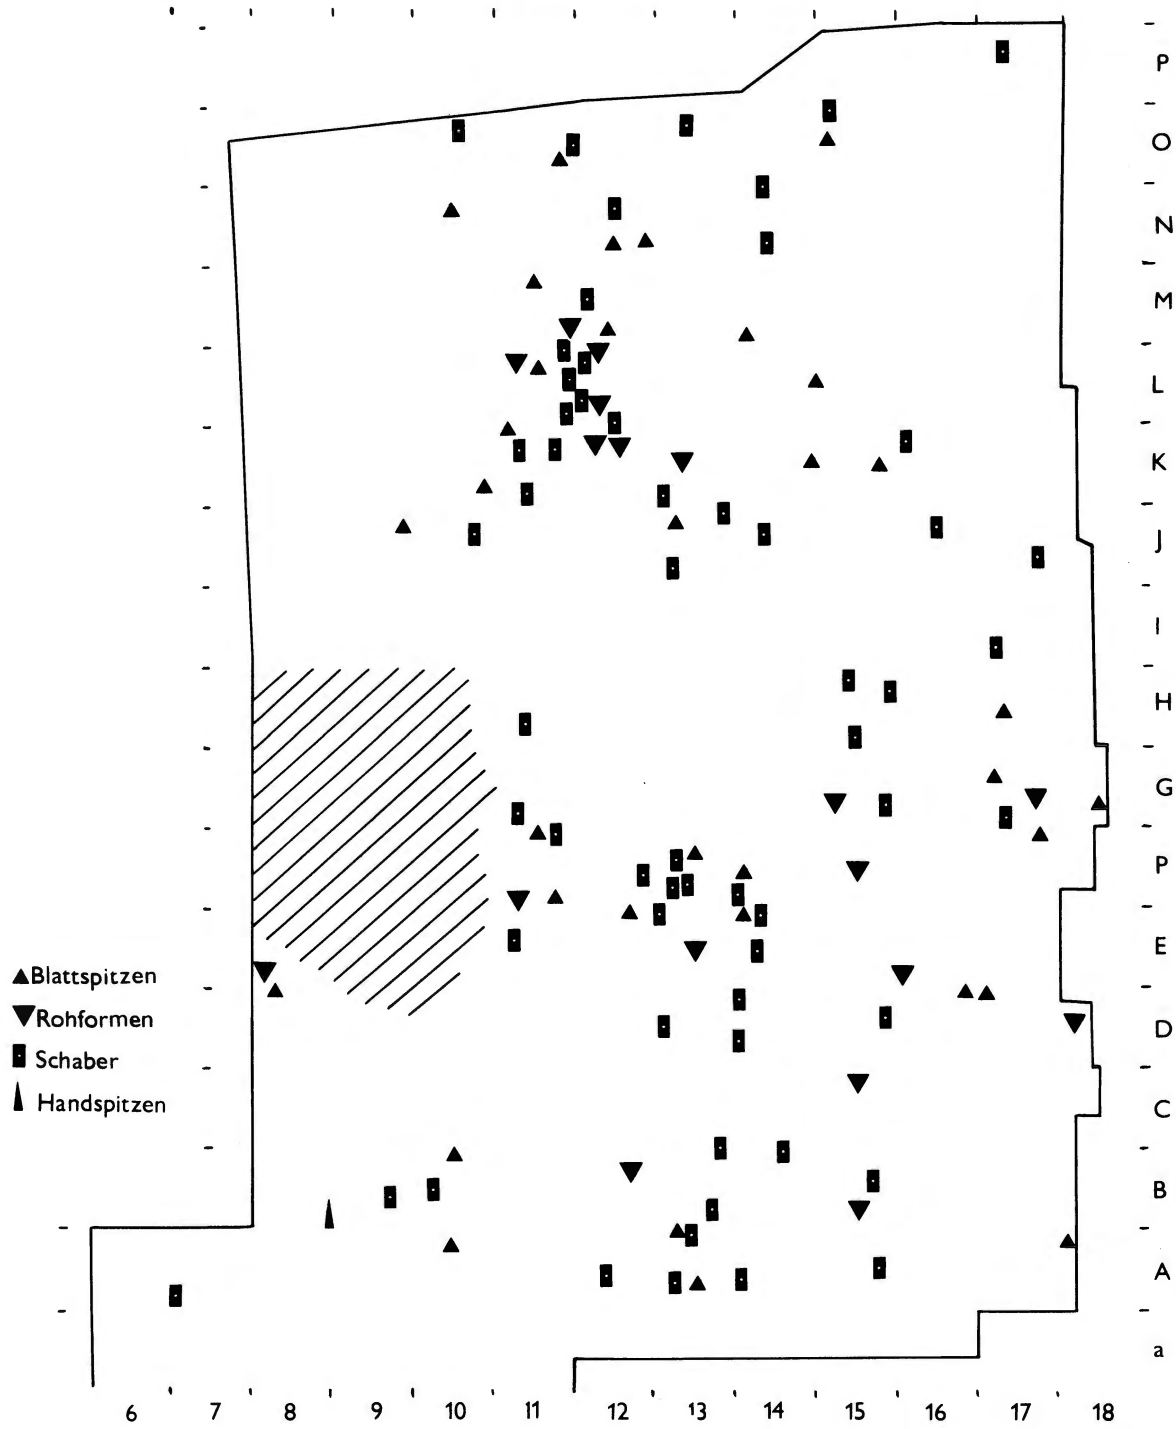 P
O
N
M
L
K
J
I
H
G
P
E
D
C
B
A
a
Blattspitzen
Rohformen
Schaber
Handspitzen
6 7 8 9 10 11 12 13 14 15 16 17 18